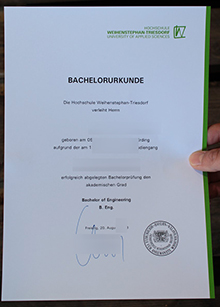 HOCHSCHULE
WEIHENSTEPHAN-TRIESDORF
UNIVERSITY OF APPLIED SCIENCES
BACHELORURKUNDE
Die Hochschule Weihenstephan-Triesdorf
verleiht Herrn
geboren am
aufgrund der am 1
erfolgreich abgelegten Bachelorprüfung den
akademischen Grad
Bachelor of Engineering
B. Eng.